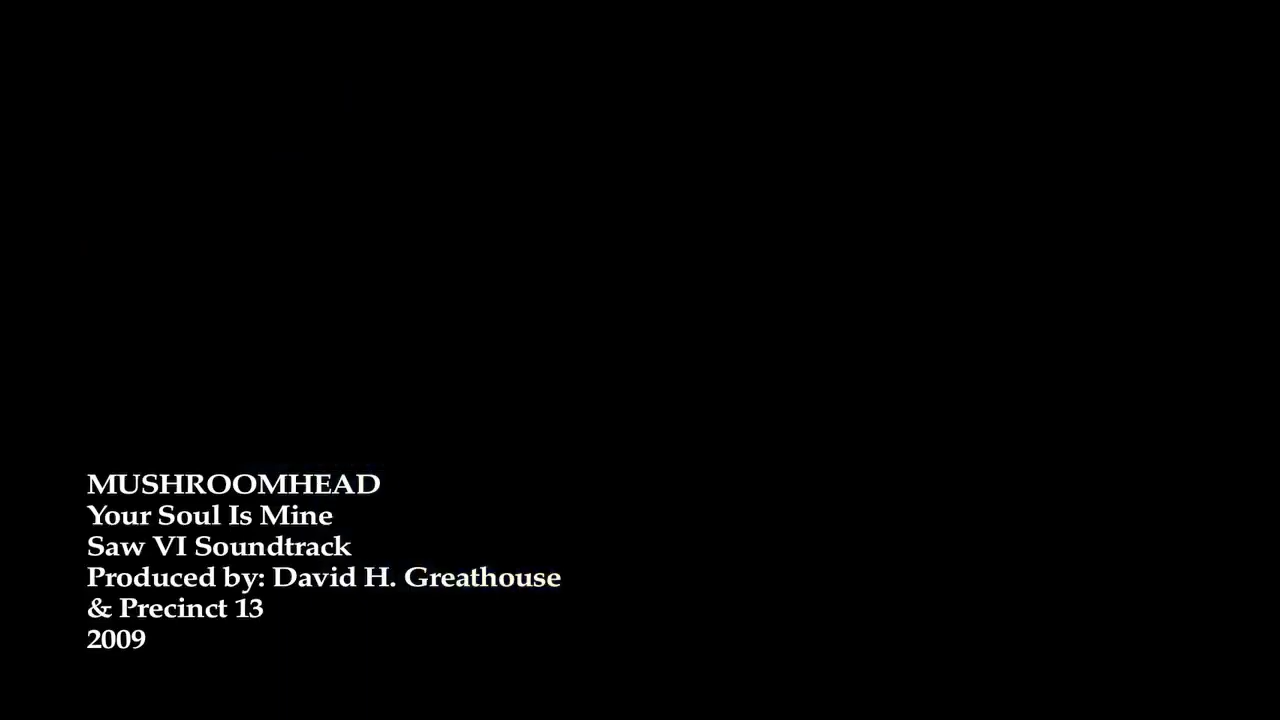 MUSHROOMHEAD
Your Soul Is Mine
Saw VI Soundtrack
Produced by: David H. Greathouse
& Precinct 13
2009